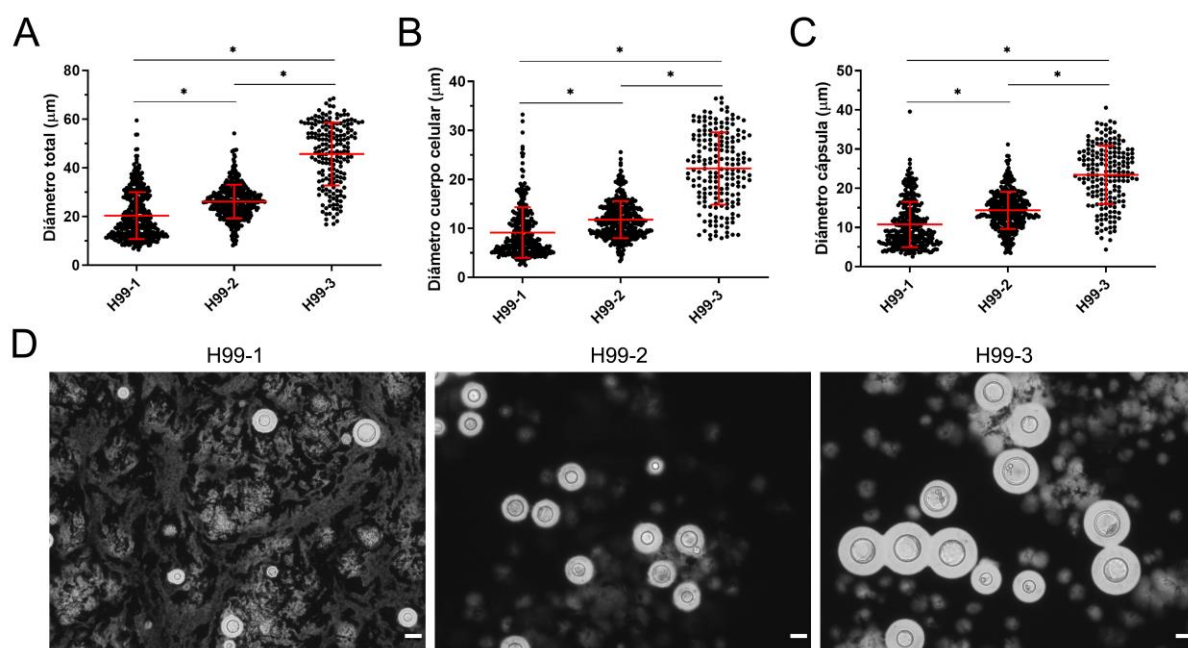 A
Diámetro total (μm)
80
60
40
20
0
*
*
*
H99-1
H99-2
H99-3
B
Diámetro cuerpo celular (μm)
40
30
20
10
0
*
*
*
H99-1
H99-2
H99-3
C
Diámetro cápsula (μm)
50
40
30
20
10
0
*
*
*
H99-1
H99-2
H99-3
D
H99-1
H99-2
H99-3